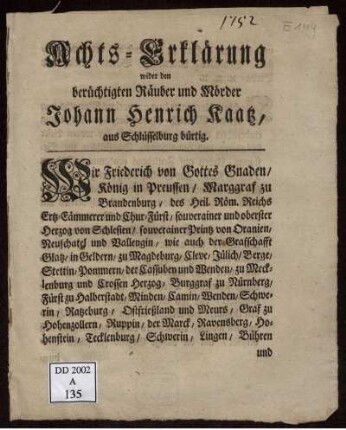 1752
E 144
Achts-Erklärung
wider den
berüchtigten Räuber und Mörder
Johann Henrich Kaatz,
aus Schlüsselburg bürtig.
Wir Friederich von Gottes Gnaden/
König in Preussen/ Marggraf zu
Brandenburg, des Heil. Röm. Reichs
Ertz-Cämmerer und Chur-Fürst, souverainer und oberster
Herzog von Schlesien/ souverainer Printz von Oranien,
Neuschatel und Vallengin, wie auch der Graffschafft
Glatz, in Geldern, zu Magdeburg, Cleve, Jülich/ Berge,
Stettin, Pommern, der Cassuben und Wenden, zu Meck-
lenburg und Crossen Herzog, Burggraf zu Nürnberg,
Fürst zu Halberstadt, Minden/ Camin, Wenden, Schwe-
rin, Ratzeburg, Ostfrießland und Meurs, Graf zu
Hohenzollern, Ruppin, der Marck, Ravensberg, Ho-
henstein, Tecklenburg, Schwerin, Lingen, Bühren
und
DD 2002
A
135